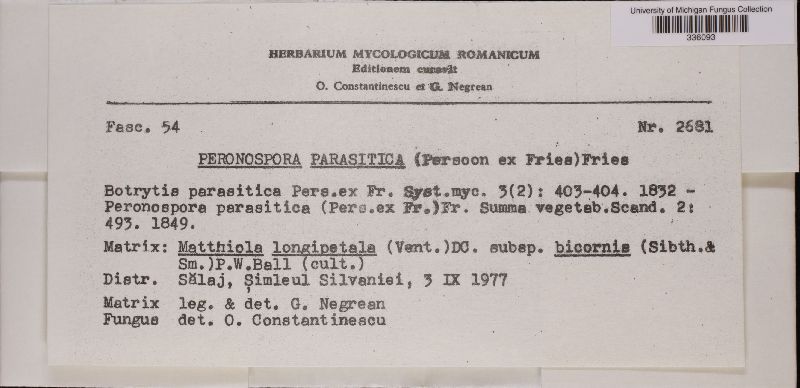 University of Michigan Fungus Collection
336093
HERBARIUM MYCOLOGICUM ROMANICUM
Editionem curavit
O. Constantinescu et G. Negrean
Fasc. 54 Nr. 2681
PERONOSPORA PARASITICA (Persoon ex Fries)Fries
Botrytis parasitica Pers.ex Fr. Syst.myc. 3(2): 403-404. 1832 -
Peronospora parasitica (Pers.ex Fr.)Fr. Summa vegetab.Scand. 2:
493. 1849.
Matrix: Matthiola longipetala (Vent.)DC. subsp. bicornis (Sibth.&
Sm.)P.W.Ball (cult.)
Distr. Sălaj, Șimleul Silvaniei, 3 IX 1977
Matrix leg. & det. G. Negrean
Fungus det. O. Constantinescu